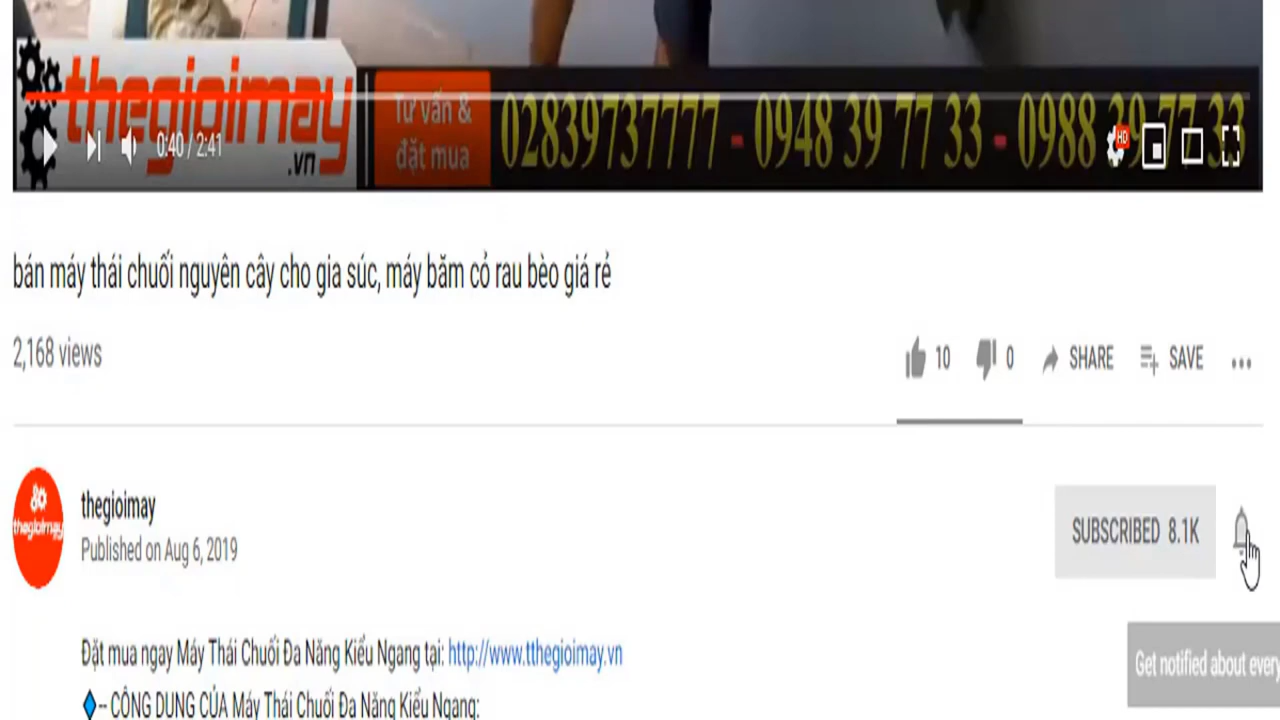 thegioimay
.vn
Tư vấn &
đặt mua
02839737777 - 0948 39 77 33 - 0988 39 77 33
0:40 / 2:41
HD
bán máy thái chuối nguyên cây cho gia súc, máy băm cỏ rau bèo giá rẻ
2,168 views
10
0
SHARE
SAVE
thegioimay
thegioimay
Published on Aug 6, 2019
SUBSCRIBED 8.1K
Đặt mua ngay Máy Thái Chuối Đa Năng Kiểu Ngang tại: http://www.tthegioimay.vn
Get notified about every
-- CÔNG DỤNG CỦA Máy Thái Chuối Đa Năng Kiểu Ngang: